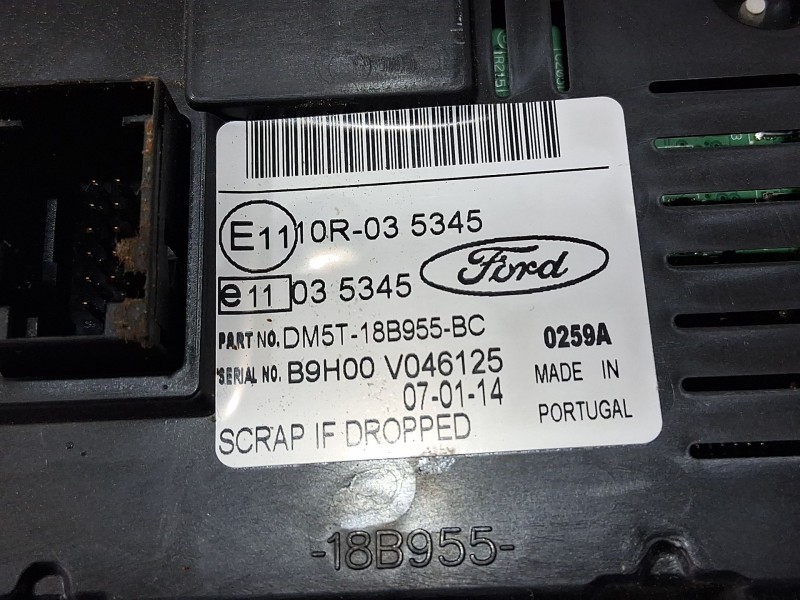 E11 10R-03 5345
e11 03 5345
Ford
PART NO. DM5T-18B955-BC
0259A
SERIAL NO. B9H00 V046125
07-01-14
MADE IN
PORTUGAL
SCRAP IF DROPPED
-18B955-